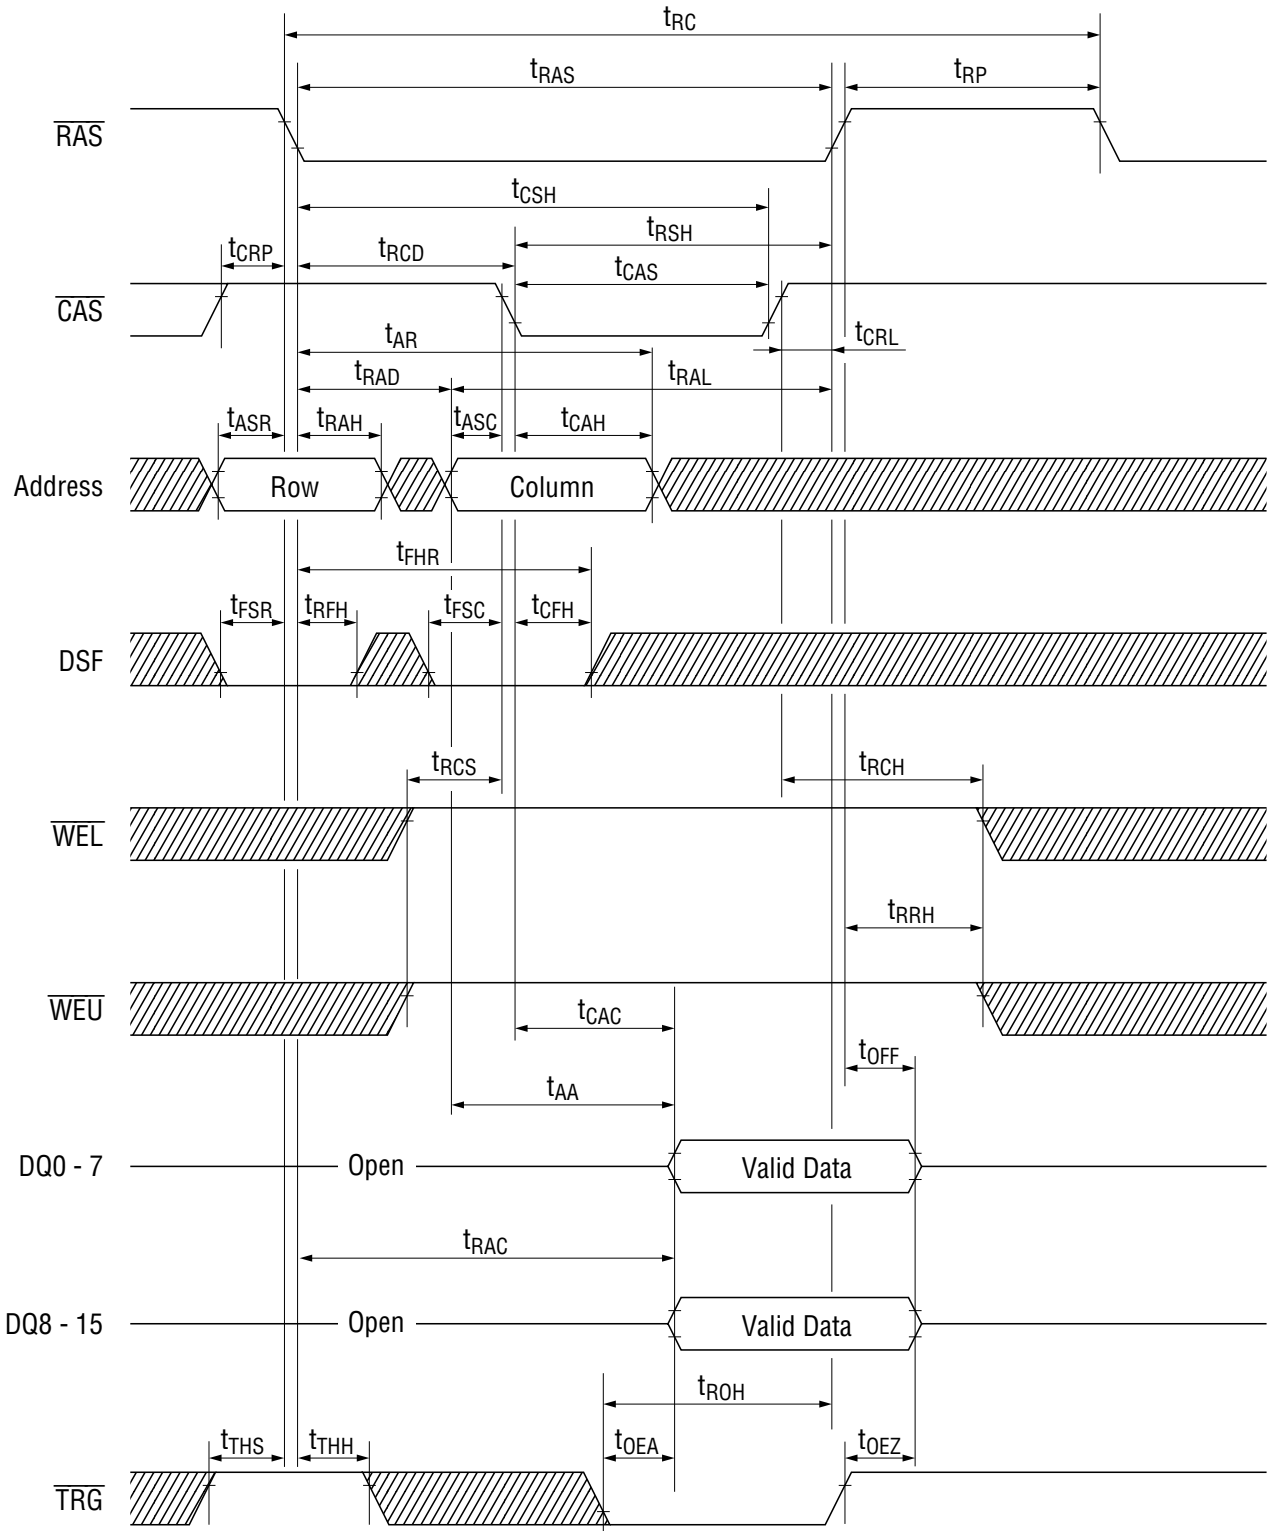 tRC
tRAS
tRP
RAS
tCSH
tRSH
tCRP
tRCD
tCAS
CAS
tAR
tCRL
tRAD
tRAL
tASR
tRAH
tASC
tCAH
Address
Row
Column
tFHR
tFSR
tRFH
tFSC
tCFH
DSF
tRCS
tRCH
WEL
tRRH
WEU
tCAC
tOFF
tAA
DQ0 - 7
Open
Valid Data
tRAC
DQ8 - 15
Open
Valid Data
tROH
tTHS
tTHH
tOEA
tOEZ
TRG